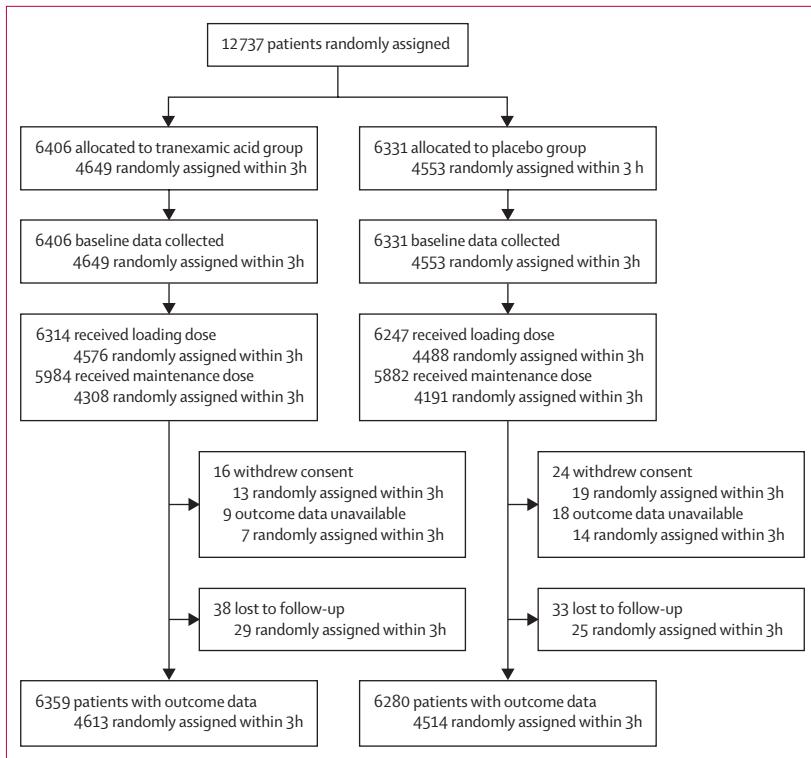 12737 patients randomly assigned
6406 allocated to tranexamic acid group
4649 randomly assigned within 3h
6331 allocated to placebo group
4553 randomly assigned within 3 h
6406 baseline data collected
4649 randomly assigned within 3h
6331 baseline data collected
4553 randomly assigned within 3h
6314 received loading dose
4576 randomly assigned within 3h
5984 received maintenance dose
4308 randomly assigned within 3h
6247 received loading dose
4488 randomly assigned within 3h
5882 received maintenance dose
4191 randomly assigned within 3h
16 withdrew consent
13 randomly assigned within 3h
9 outcome data unavailable
7 randomly assigned within 3h
24 withdrew consent
19 randomly assigned within 3h
18 outcome data unavailable
14 randomly assigned within 3h
38 lost to follow-up
29 randomly assigned within 3h
33 lost to follow-up
25 randomly assigned within 3h
6359 patients with outcome data
4613 randomly assigned within 3h
6280 patients with outcome data
4514 randomly assigned within 3h